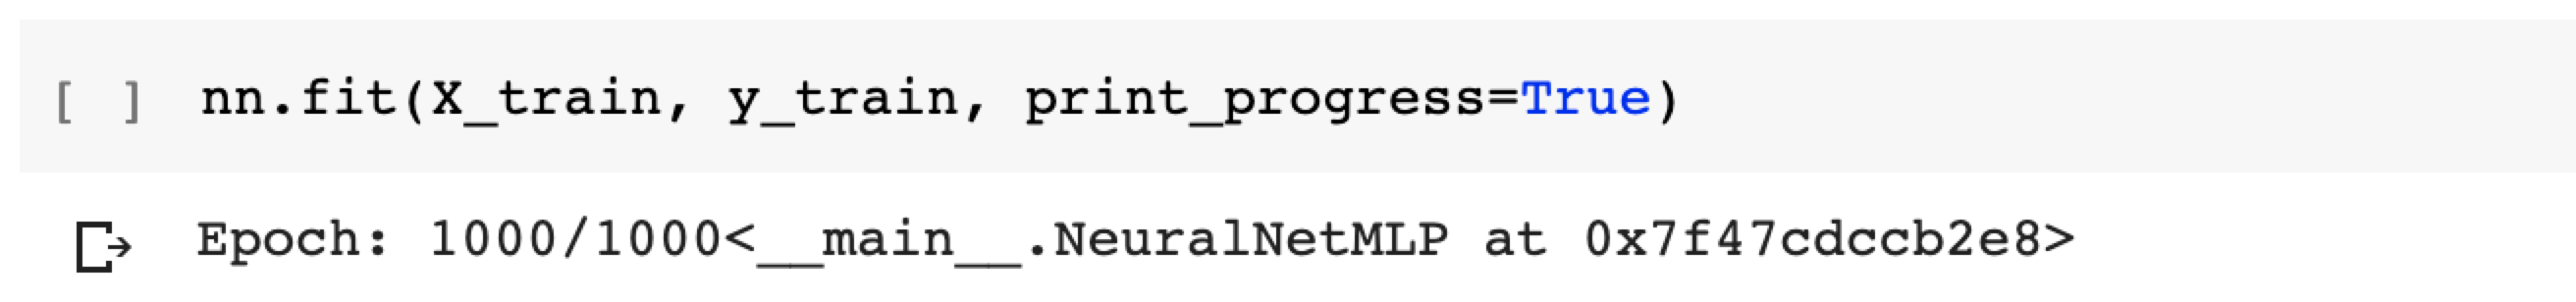 [ ] nn.fit(X_train, y_train, print_progress=True)
Epoch: 1000/1000<__main__.NeuralNetMLP at 0x7f47cdccb2e8>